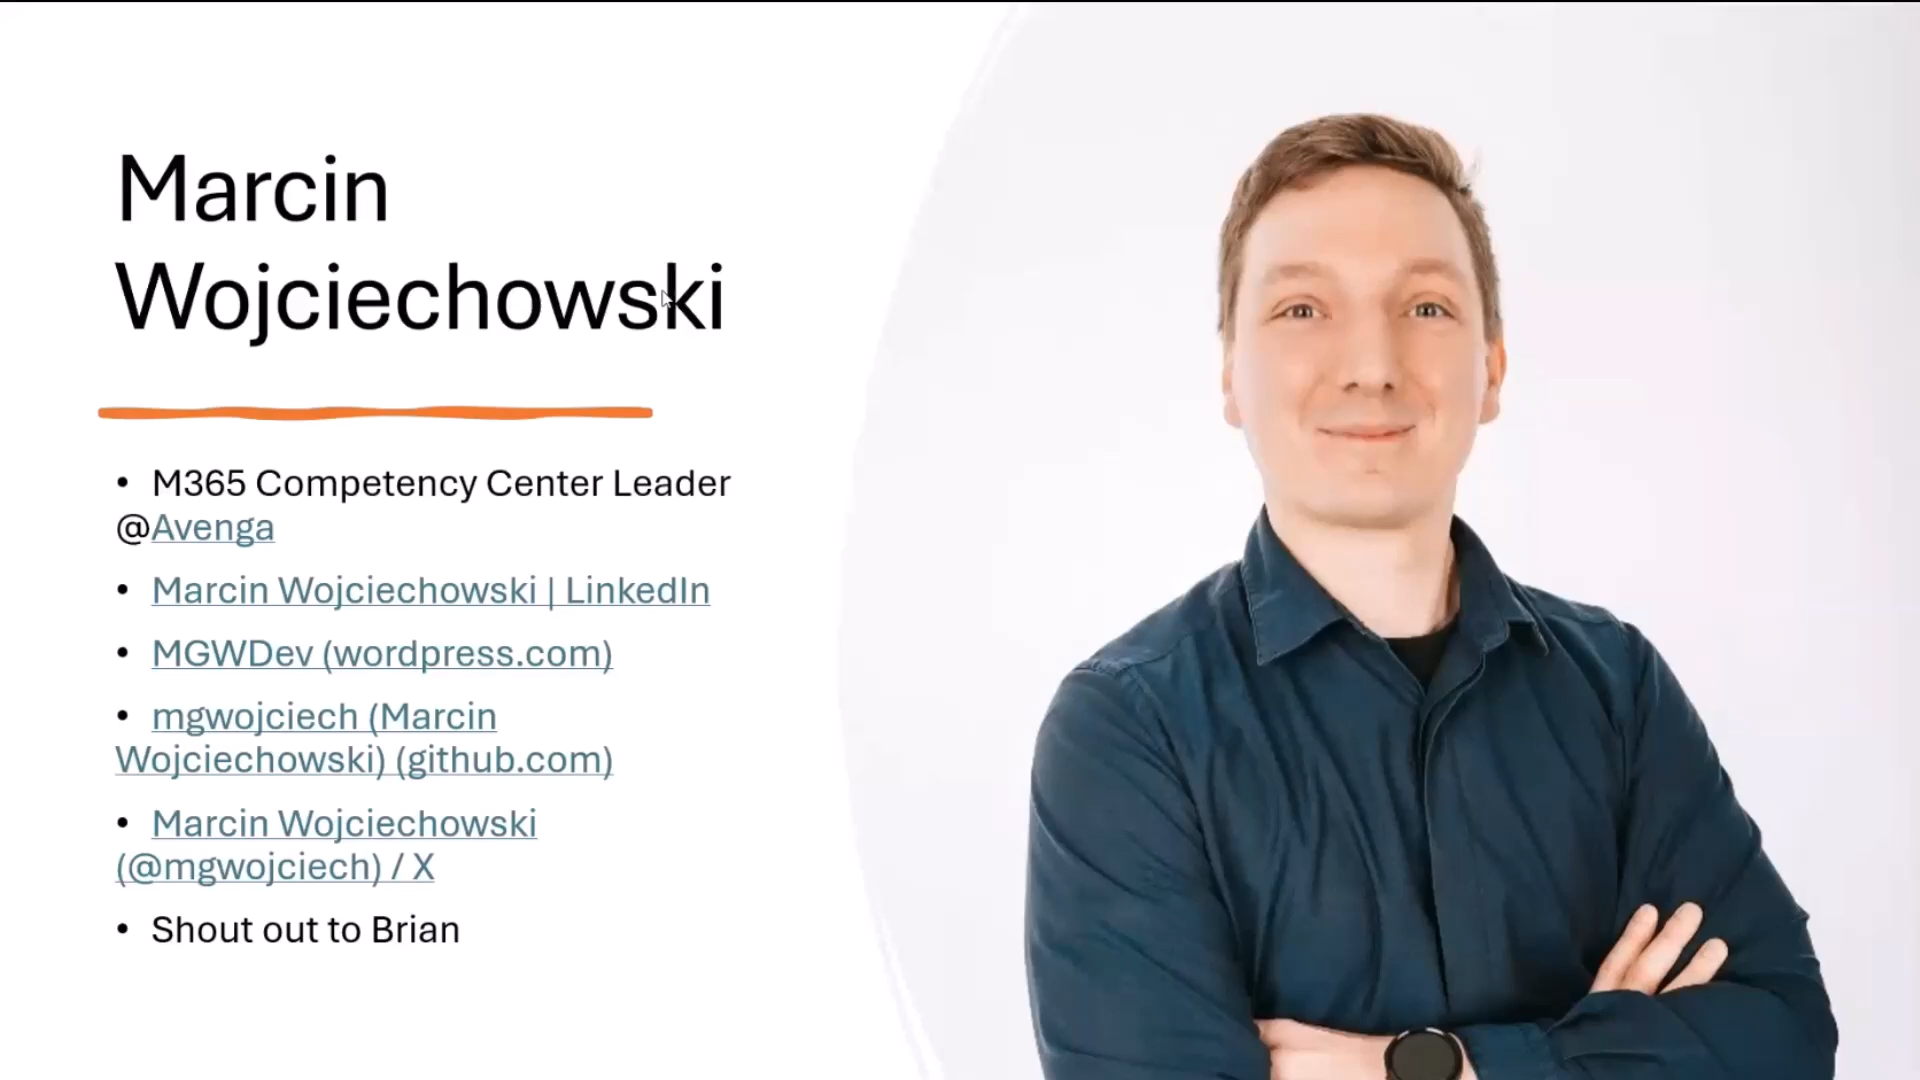 Marcin
Wojciechowski
• M365 Competency Center Leader
@Avenga
• Marcin Wojciechowski | LinkedIn
• MGWDev (wordpress.com)
• mgwojciech (Marcin
Wojciechowski) (github.com)
• Marcin Wojciechowski
(@mgwojciech) / X
• Shout out to Brian